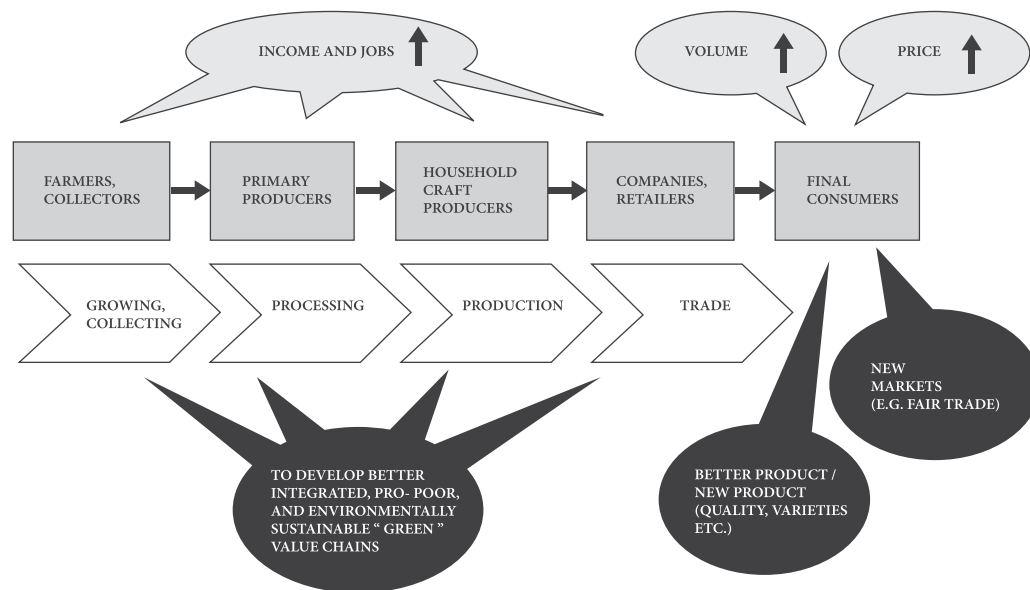 INCOME AND JOBS
VOLUME
PRICE
FARMERS,
COLLECTORS
PRIMARY
PRODUCERS
HOUSEHOLD
CRAFT
PRODUCERS
COMPANIES,
RETAILERS
FINAL
CONSUMERS
GROWING,
COLLECTING
PROCESSING
PRODUCTION
TRADE
NEW
MARKETS
(E.G. FAIR TRADE)
TO DEVELOP BETTER
INTEGRATED, PRO- POOR,
AND ENVIRONMENTALLY
SUSTAINABLE “ GREEN ”
VALUE CHAINS
BETTER PRODUCT /
NEW PRODUCT
(QUALITY, VARIETIES
ETC.)